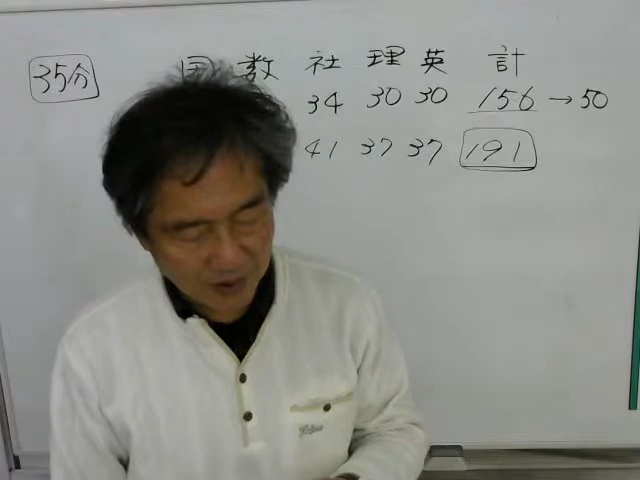 35分
国 数 社 理 英 計
34 30 30 156 → 50
41 37 37 191